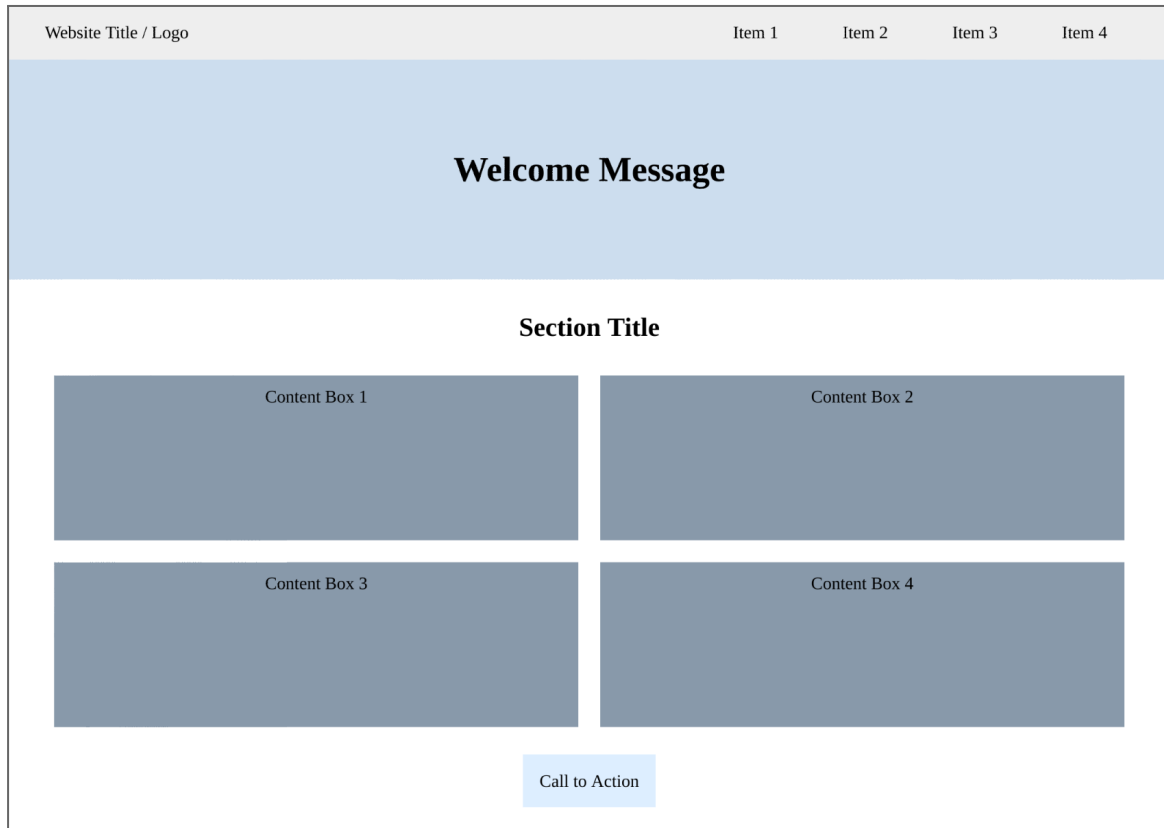 Website Title / Logo Item 1 Item 2 Item 3 Item 4
Welcome Message
Section Title
Content Box 1 Content Box 2
Content Box 3 Content Box 4
Call to Action